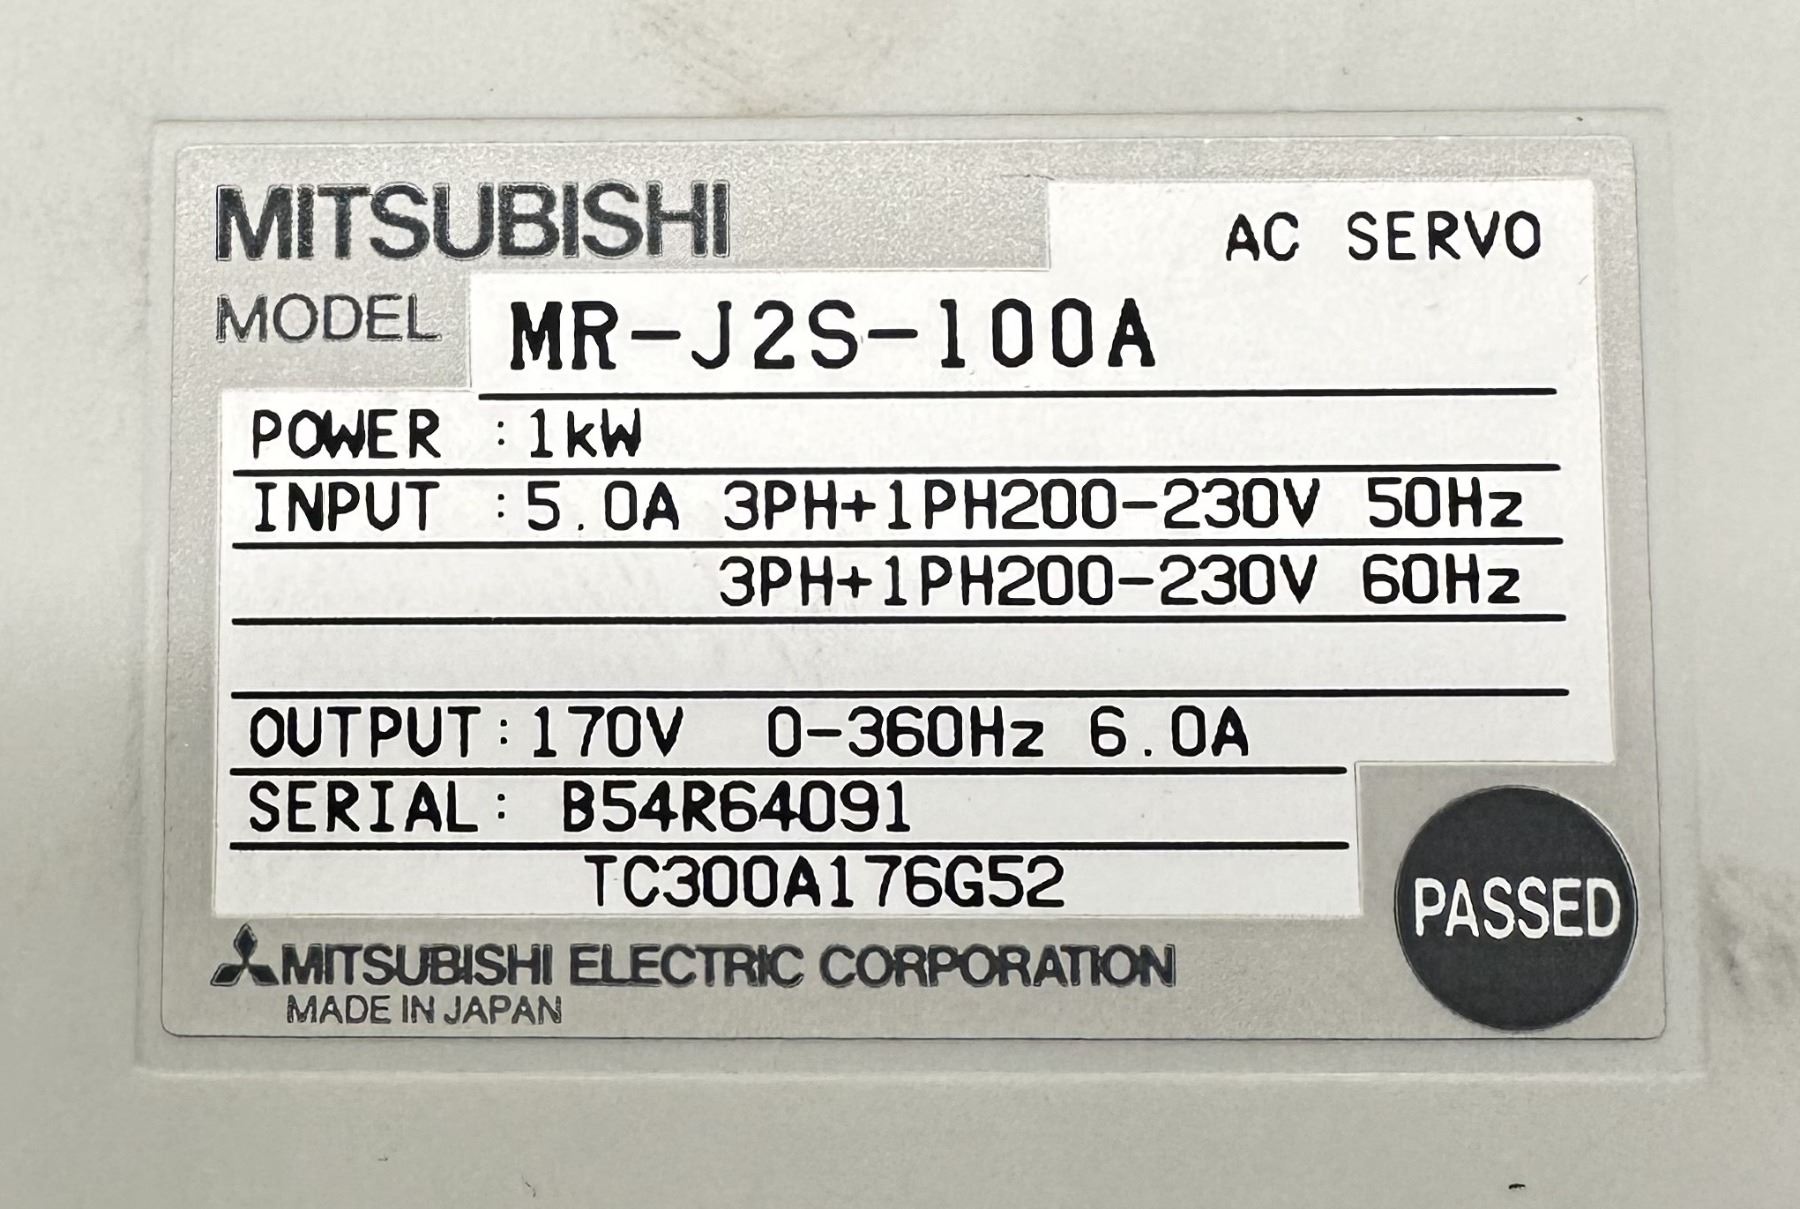 MITSUBISHI
AC SERVO
MODEL MR-J2S-100A
POWER :1kW
INPUT :5.0A 3PH+1PH200-230V 50Hz
3PH+1PH200-230V 60Hz
OUTPUT:170V 0-360Hz 6.0A
SERIAL: B54R64091
TC300A176G52
PASSED
MITSUBISHI ELECTRIC CORPORATION
MADE IN JAPAN